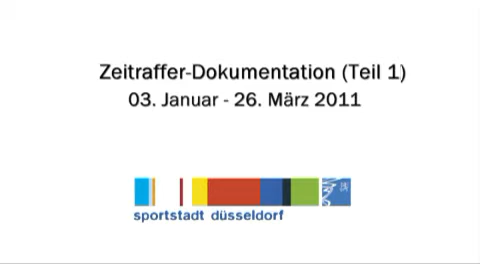 Zeitraffer-Dokumentation (Teil 1)
03. Januar - 26. März 2011
sportstadt düsseldorf